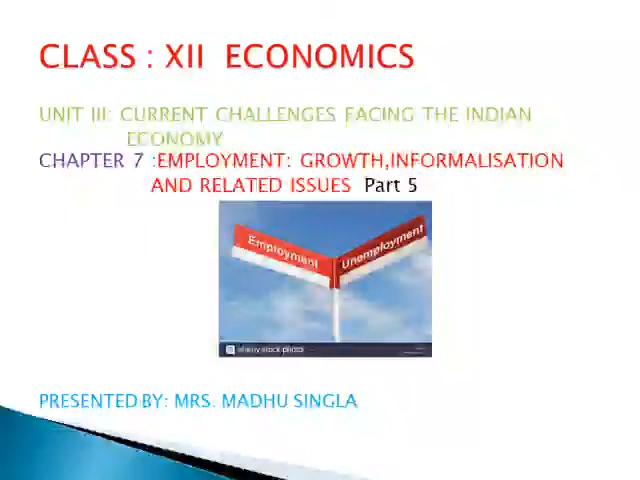 CLASS : XII ECONOMICS
UNIT III: CURRENT CHALLENGES FACING THE INDIAN
ECONOMY
CHAPTER 7 :EMPLOYMENT: GROWTH,INFORMALISATION
AND RELATED ISSUES Part 5
Employment
Unemployment
alamy stock photo
PRESENTED BY: MRS. MADHU SINGLA